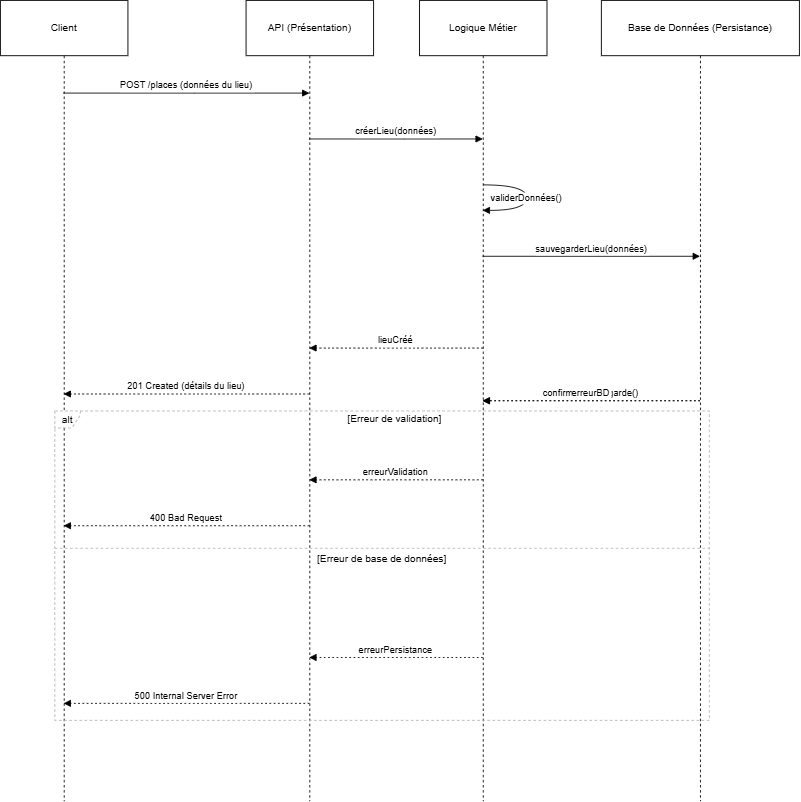 Client
API (Présentation)
Logique Métier
Base de Données (Persistance)
POST /places (données du lieu)
créerLieu(données)
validerDonnées()
sauvegarderLieu(données)
lieuCréé
201 Created (détails du lieu)
erreurBD
alt
[Erreur de validation]
erreurValidation
400 Bad Request
[Erreur de base de données]
erreurPersistance
500 Internal Server Error